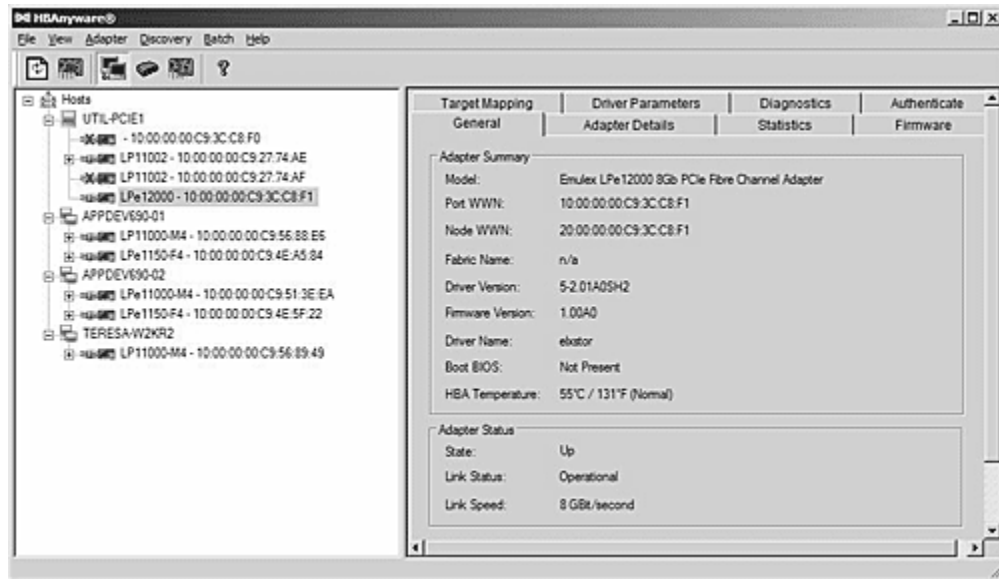 HBAnyware®
File View Adapter Discovery Batch Help
Hosts
UTIL-PCIE1
- 10:00:00:00:C9:3C:C8:F0
LP11002 - 10:00:00:00:C9:27:74:AE
LP11002 - 10:00:00:00:C9:27:74:AF
LPe12000 - 10:00:00:00:C9:3C:C8:F1
APPDEV690-01
LP11000-M4 - 10:00:00:00:C9:56:88:E6
LPe1150-F4 - 10:00:00:00:C9:4E:A5:84
APPDEV690-02
LPe11000-M4 - 10:00:00:00:C9:51:3E:EA
LPe1150-F4 - 10:00:00:00:C9:4E:5F:22
TERESA-W2KR2
LP11000-M4 - 10:00:00:00:C9:56:89:49
Target Mapping Driver Parameters Diagnostics Authenticate
General Adapter Details Statistics Firmware
Adapter Summary
Model: Emulex LPe12000 8Gb PCIe Fibre Channel Adapter
Port WWN: 10:00:00:00:C9:3C:C8:F1
Node WWN: 20:00:00:00:C9:3C:C8:F1
Fabric Name: n/a
Driver Version: 5-2.01A0SH2
Firmware Version: 1.00A0
Driver Name: elxstor
Boot BIOS: Not Present
HBA Temperature: 55°C / 131°F (Normal)
Adapter Status
State: Up
Link Status: Operational
Link Speed: 8 GBit/second